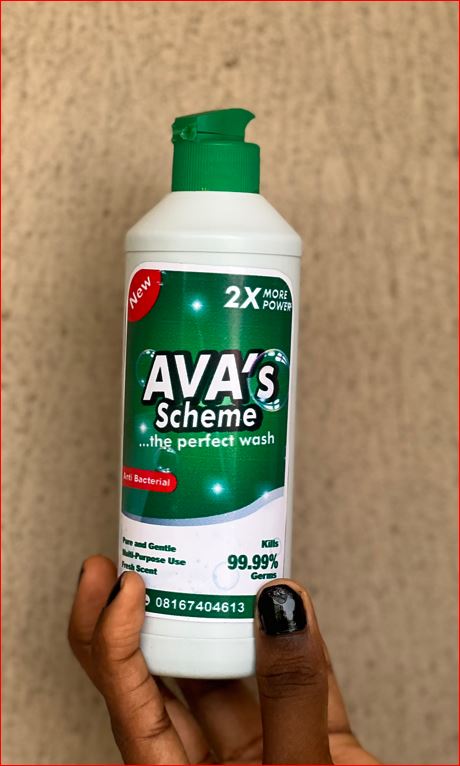 New
2X MORE
POWER
AVA's
Scheme
...the perfect wash
Anti Bacterial
Pure and Gentle
Multi-Purpose Use
Fresh Scent
Kills
99.99%
Germs
08167404613